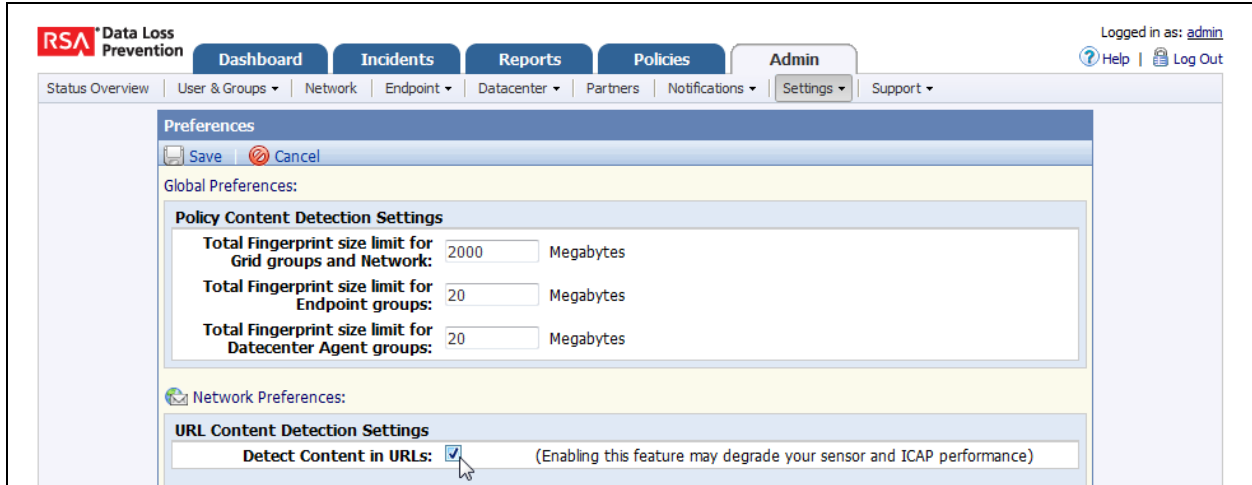 RSA Data Loss Prevention
Logged in as: admin
Dashboard Incidents Reports Policies Admin
Help | Log Out
Status Overview | User & Groups | Network | Endpoint | Datacenter | Partners | Notifications | Settings | Support
Preferences
Save | Cancel
Global Preferences:
Policy Content Detection Settings
Total Fingerprint size limit for
Grid groups and Network: 2000 Megabytes
Total Fingerprint size limit for
Endpoint groups: 20 Megabytes
Total Fingerprint size limit for
Datecenter Agent groups: 20 Megabytes
Network Preferences:
URL Content Detection Settings
Detect Content in URLs: (Enabling this feature may degrade your sensor and ICAP performance)